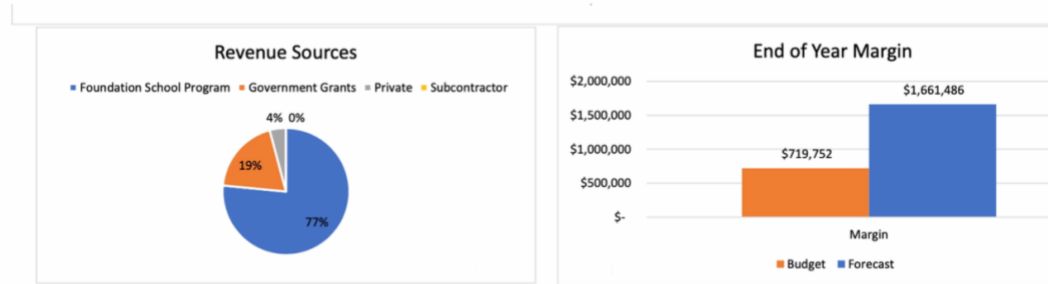 Revenue Sources
Foundation School Program Government Grants Private Subcontractor
4% 0%
19%
77%
End of Year Margin
$2,000,000
$1,661,486
$1,500,000
$1,000,000
$719,752
$500,000
$-
Margin
Budget Forecast